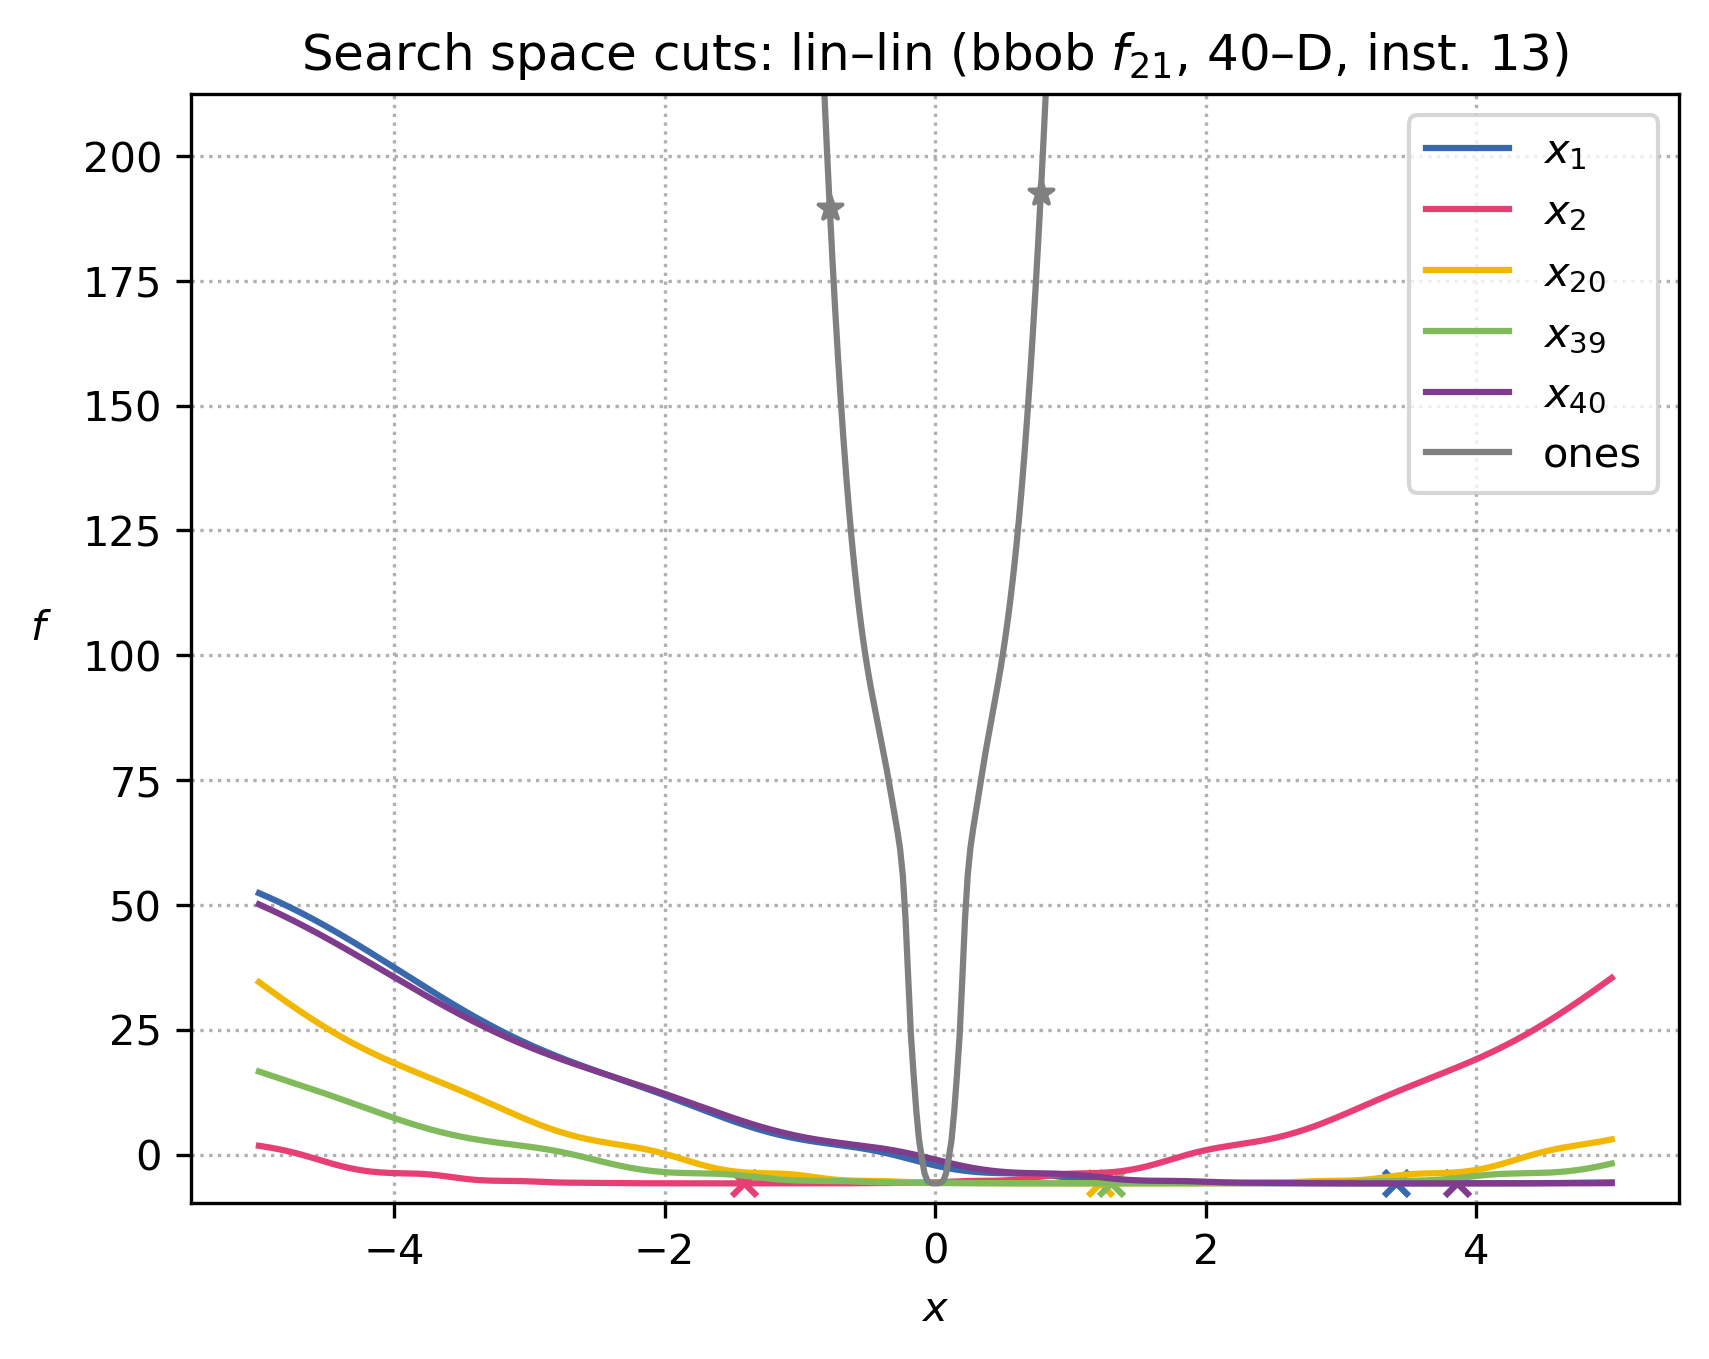 Search space cuts: lin–lin (bbob f₂₁, 40–D, inst. 13)
200
175
150
125
100
75
50
25
0
f
−4
−2
0
2
4
x
x₁
x₂
x₂₀
x₃₉
x₄₀
ones